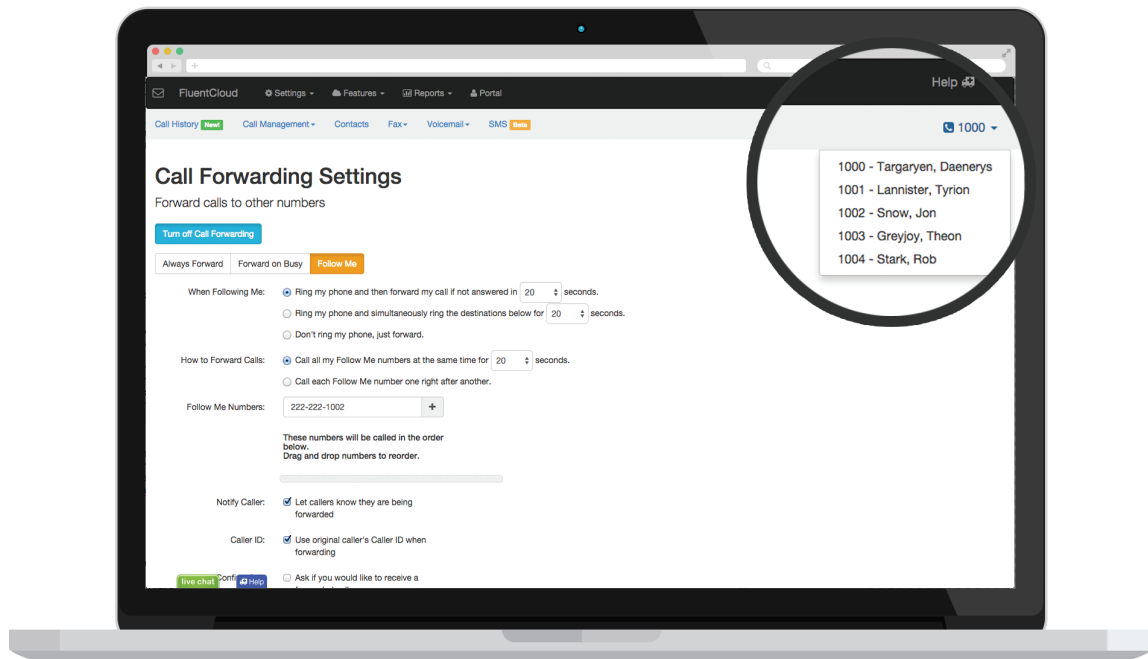 Help
FluentCloud Settings Features Reports Portal
Call History New! Call Management Contacts Fax Voicemail SMS Beta
1000
1000 - Targaryen, Daenerys
1001 - Lannister, Tyrion
1002 - Snow, Jon
1003 - Greyjoy, Theon
1004 - Stark, Rob
Call Forwarding Settings
Forward calls to other numbers
Turn off Call Forwarding
Always Forward Forward on Busy Follow Me
When Following Me: Ring my phone and then forward my call if not answered in 20 seconds.
Ring my phone and simultaneously ring the destinations below for 20 seconds.
Don't ring my phone, just forward.
How to Forward Calls: Call all my Follow Me numbers at the same time for 20 seconds.
Call each Follow Me number one right after another.
Follow Me Numbers: 222-222-1002 +
These numbers will be called in the order
below.
Drag and drop numbers to reorder.
Notify Caller: Let callers know they are being
forwarded
Caller ID: Use original caller's Caller ID when
forwarding
Ask if you would like to receive a
live chat Help